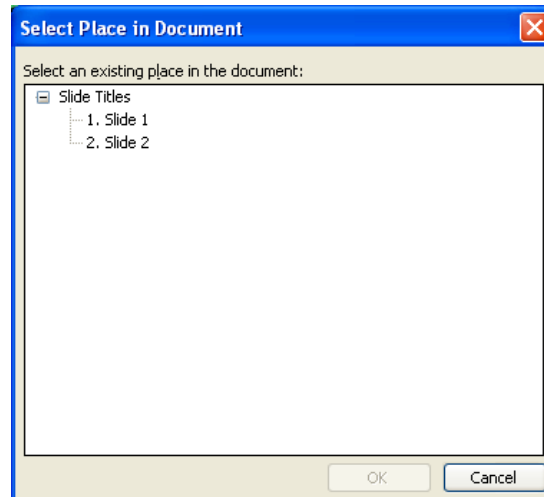 Select Place in Document
Select an existing place in the document:
Slide Titles
1. Slide 1
2. Slide 2
OK
Cancel